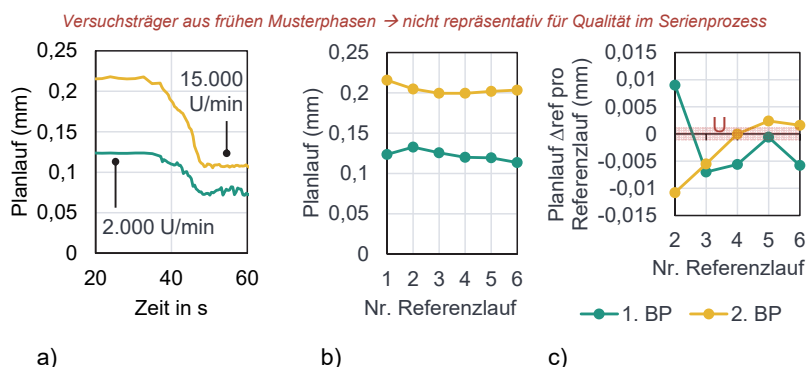 Versuchsträger aus frühen Musterphasen → nicht repräsentativ für Qualität im Serienprozess
Planlauf (mm)
0,25
0,2
0,15
0,1
0,05
0
15.000
U/min
2.000 U/min
20 40 60
Zeit in s
a)
Planlauf (mm)
0,25
0,2
0,15
0,1
0,05
0
1 2 3 4 5 6
Nr. Referenzlauf
b)
Planlauf Δref pro
Referenzlauf (mm)
0,015
0,01
0,005
0
-0,005
-0,01
-0,015
U
2 3 4 5 6
Nr. Referenzlauf
1. BP 2. BP
c)